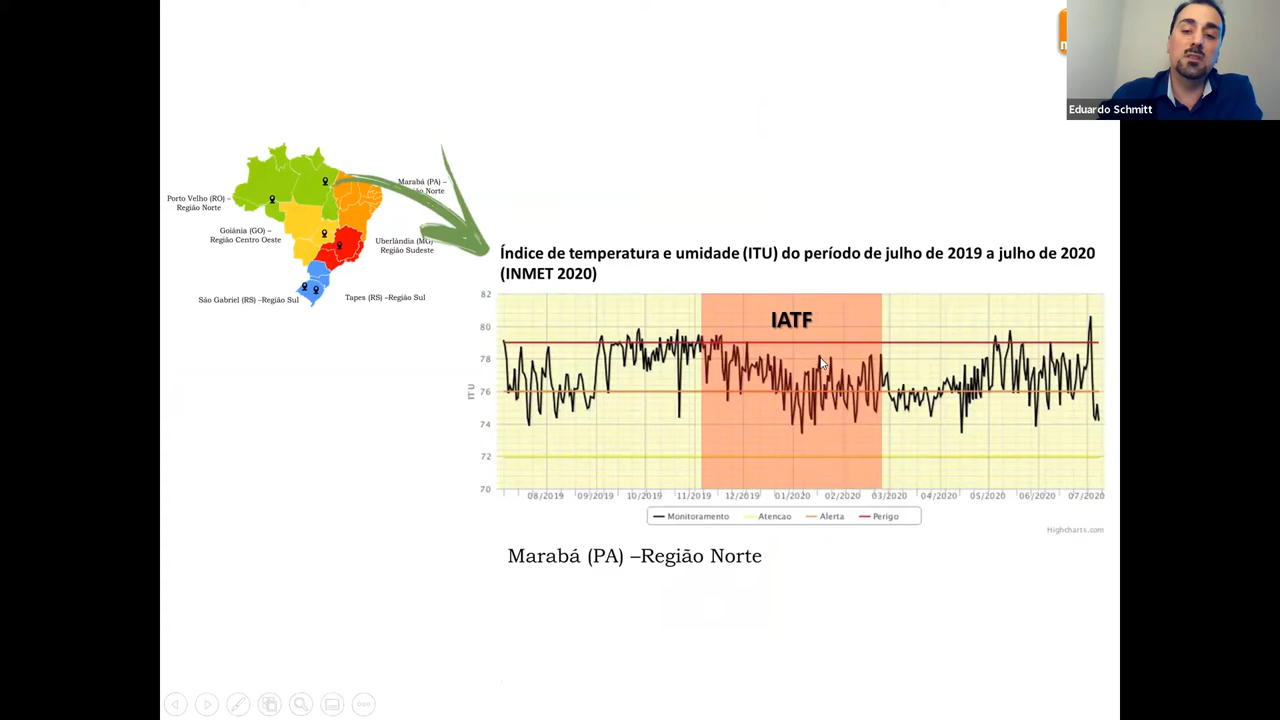 Eduardo Schmitt
Marabá (PA) –
Norte
Porto Velho (RO) –
Região Norte
Goiânia (GO) –
Região Centro Oeste
Uberlândia (MG)
Região Sudeste
São Gabriel (RS) –Região Sul
Tapes (RS) –Região Sul
Índice de temperatura e umidade (ITU) do período de julho de 2019 a julho de 2020
(INMET 2020)
IATF
82
80
78
76
74
72
70
ITU
08/2019 09/2019 10/2019 11/2019 12/2019 01/2020 02/2020 03/2020 04/2020 05/2020 06/2020 07/2020
Monitoramento Atencao Alerta Perigo
Highcharts.com
Marabá (PA) –Região Norte